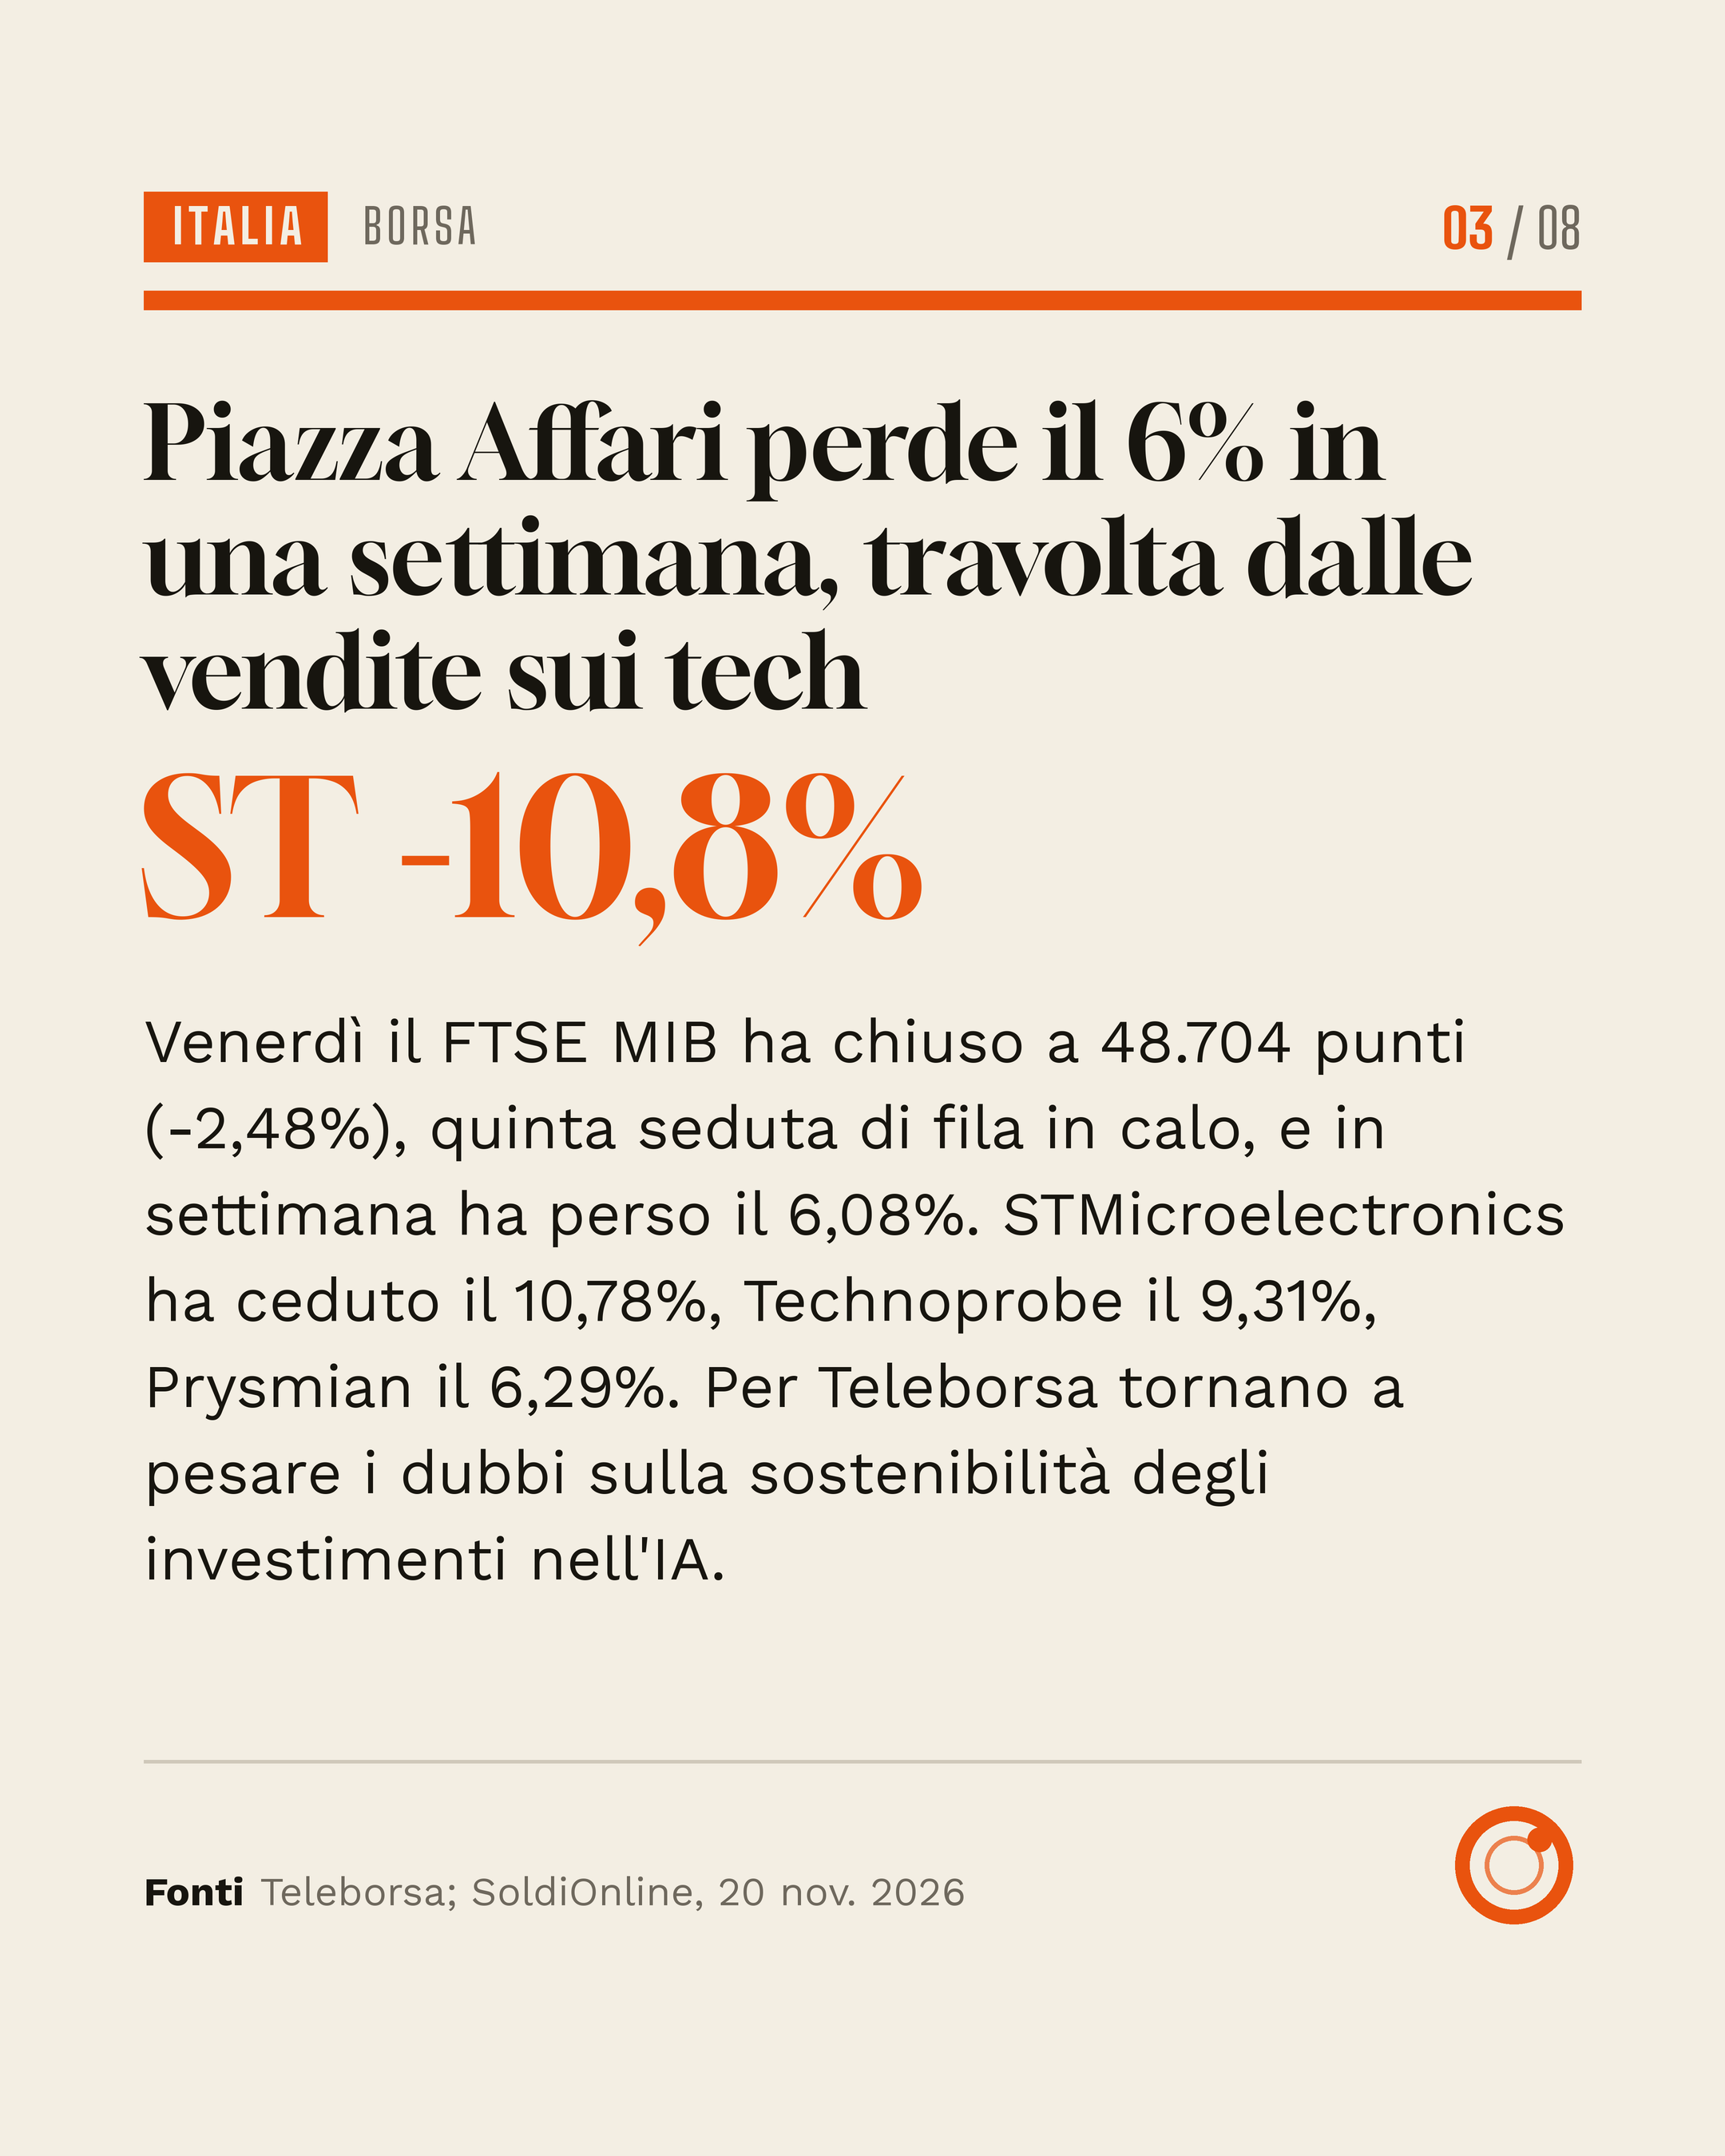 ITALIA BORSA 03 / 08
Piazza Affari perde il 6% in
una settimana, travolta dalle
vendite sui tech
ST -10,8%
Venerdì il FTSE MIB ha chiuso a 48.704 punti
(-2,48%), quinta seduta di fila in calo, e in
settimana ha perso il 6,08%. STMicroelectronics
ha ceduto il 10,78%, Technoprobe il 9,31%,
Prysmian il 6,29%. Per Teleborsa tornano a
pesare i dubbi sulla sostenibilità degli
investimenti nell'IA.
Fonti Teleborsa; SoldiOnline, 20 nov. 2026